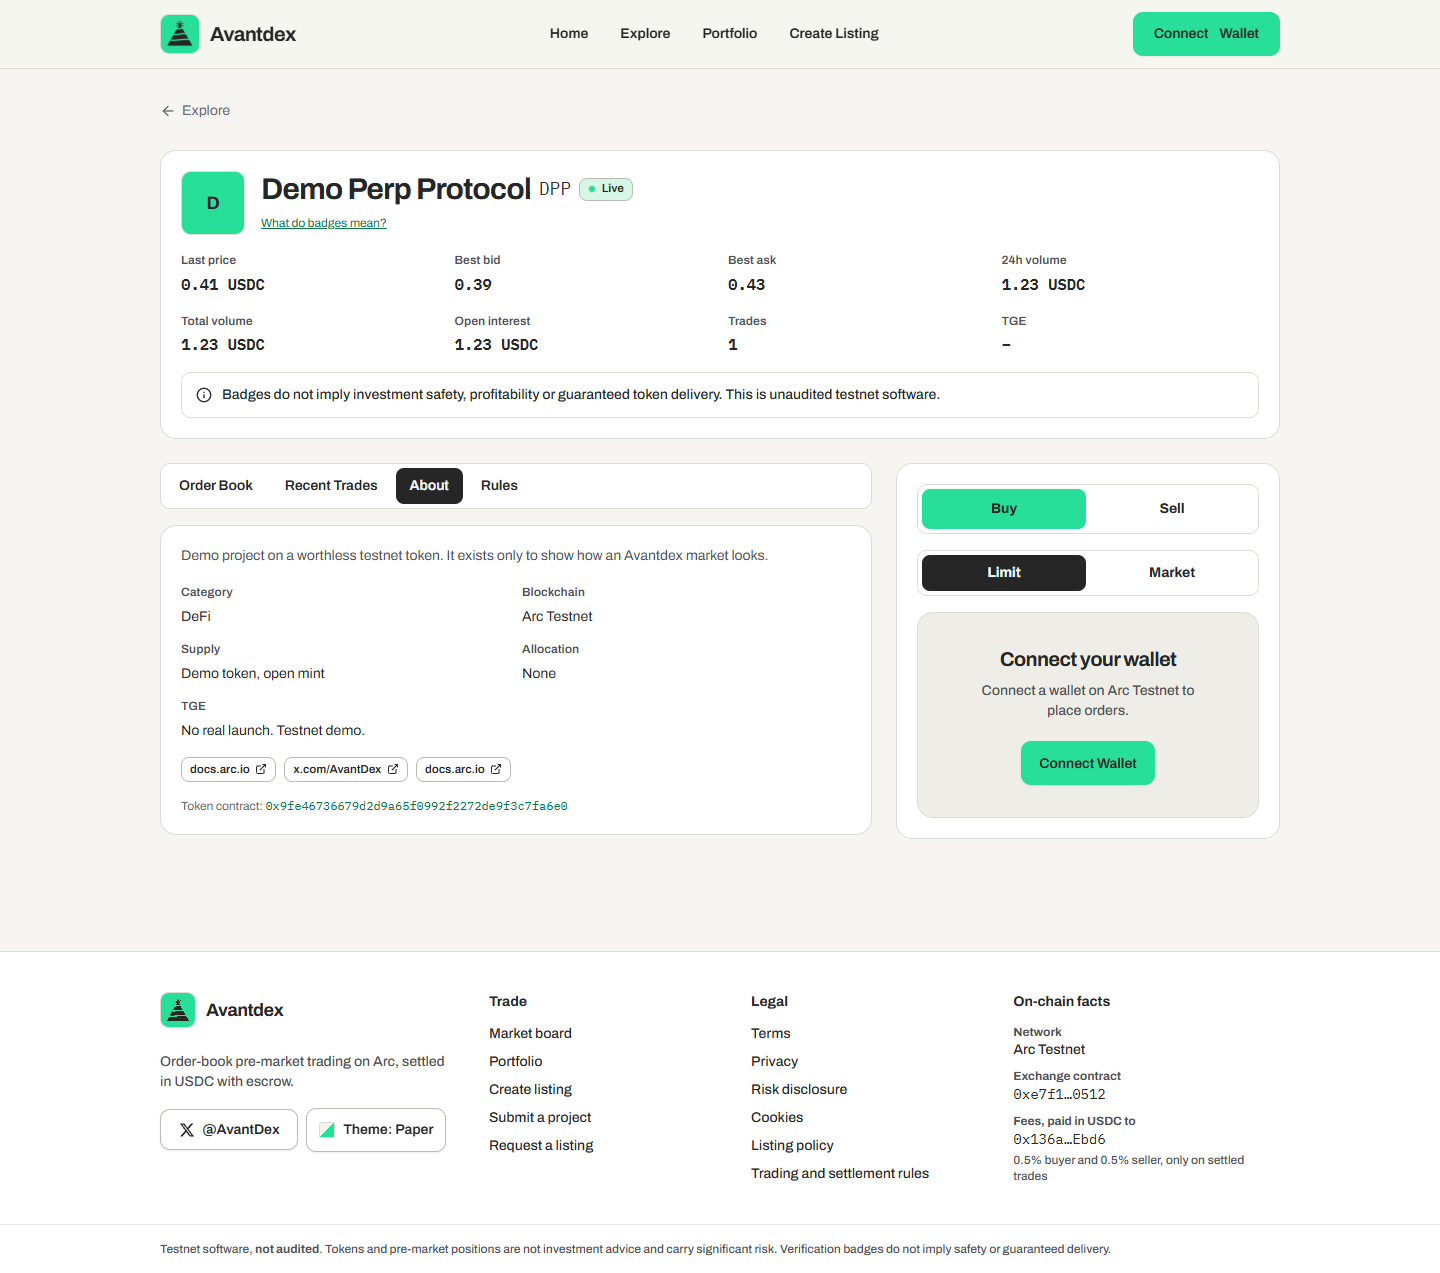 Avantdex
Home Explore Portfolio Create Listing
Connect Wallet
Explore
D
Demo Perp Protocol DPP Live
What do badges mean?
Last price Best bid Best ask 24h volume
0.41 USDC 0.39 0.43 1.23 USDC
Total volume Open interest Trades TGE
1.23 USDC 1.23 USDC 1 –
Badges do not imply investment safety, profitability or guaranteed token delivery. This is unaudited testnet software.
Order Book Recent Trades About Rules
Demo project on a worthless testnet token. It exists only to show how an Avantdex market looks.
Category Blockchain
DeFi Arc Testnet
Supply Allocation
Demo token, open mint None
TGE
No real launch. Testnet demo.
docs.arc.io x.com/AvantDex docs.arc.io
Token contract: 0x9fe46736679d2d9a65f0992f2272de9f3c7fa6e0
Buy Sell
Limit Market
Connect your wallet
Connect a wallet on Arc Testnet to
place orders.
Connect Wallet
Avantdex
Order-book pre-market trading on Arc, settled
in USDC with escrow.
@AvantDex Theme: Paper
Trade
Market board
Portfolio
Create listing
Submit a project
Request a listing
Legal
Terms
Privacy
Risk disclosure
Cookies
Listing policy
Trading and settlement rules
On-chain facts
Network
Arc Testnet
Exchange contract
0xe7f1…0512
Fees, paid in USDC to
0x136a…Ebd6
0.5% buyer and 0.5% seller, only on settled
trades
Testnet software, not audited. Tokens and pre-market positions are not investment advice and carry significant risk. Verification badges do not imply safety or guaranteed delivery.